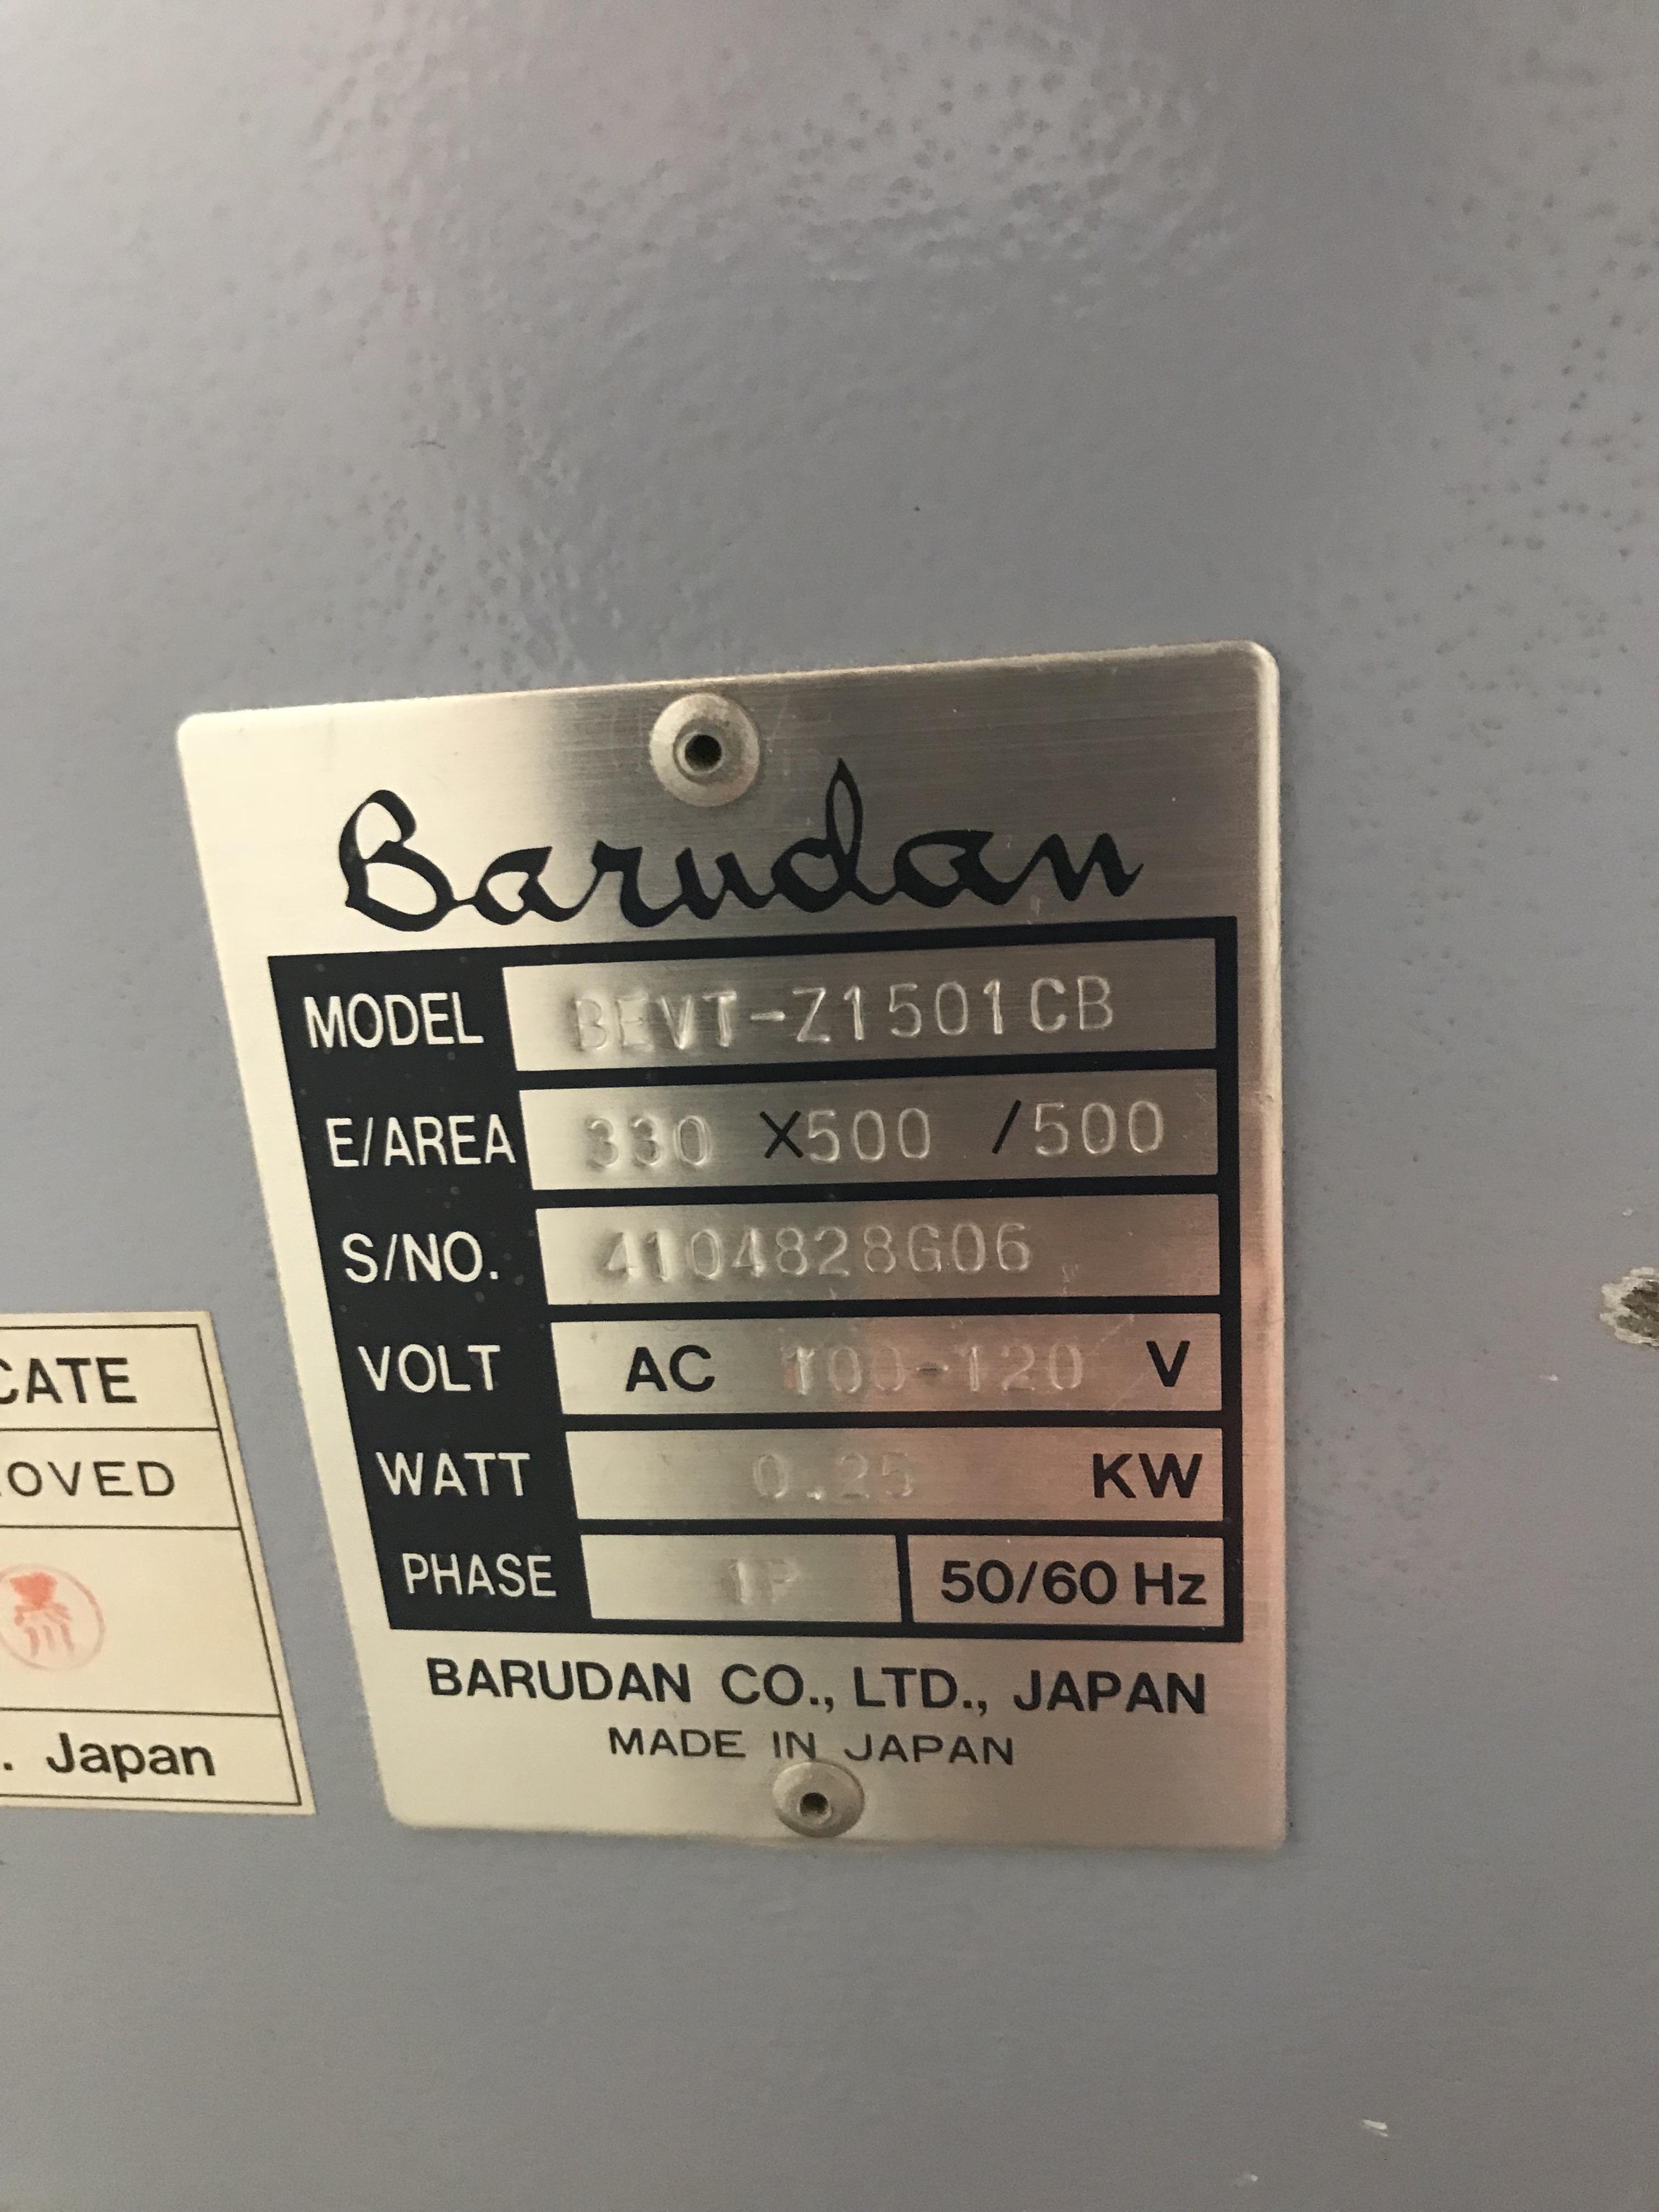 Barudan
MODEL BEVT-Z1501CB
E/AREA 330 X500 /500
S/NO. 4104828G06
VOLT AC 100-120 V
WATT 0.25 KW
PHASE 1P 50/60 Hz
BARUDAN CO., LTD., JAPAN
MADE IN JAPAN
CATE
OVED
. Japan